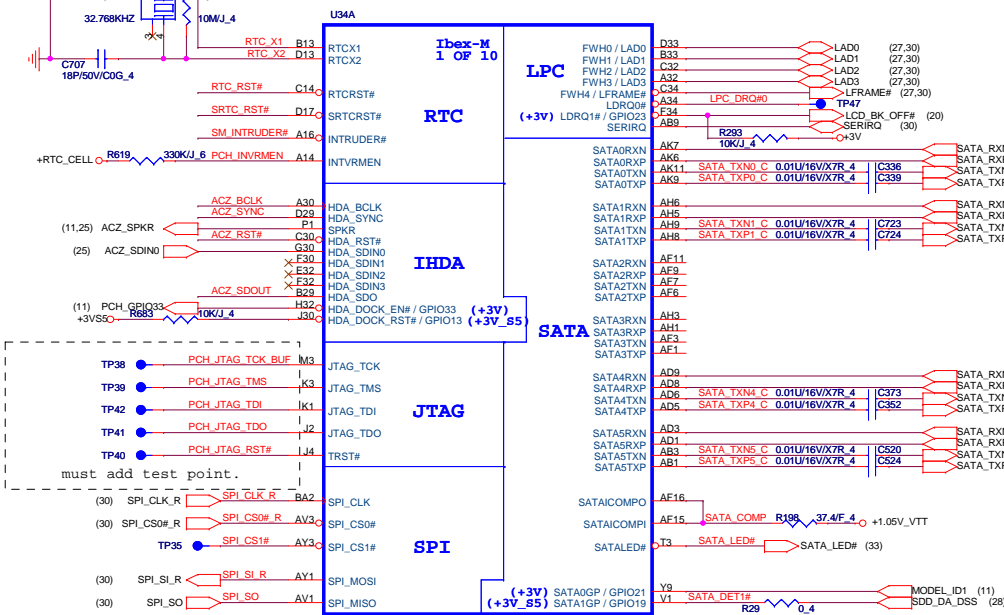 U34A
32.768KHZ
10M/J_4
C707
18P/50V/C0G_4
RTC_X1 B13 RTCX1
RTC_X2 D13 RTCX2
RTC_RST# C14 RTCRST#
SRTC_RST# D17 SRTCRST#
SM_INTRUDER# A16 INTRUDER#
+RTC_CELL R619 330K/J_6 PCH_INVRMEN A14 INTVRMEN
Ibex-M
1 OF 10
RTC
LPC
(+3V)
FWH0 / LAD0 D33 LAD0 (27,30)
FWH1 / LAD1 B33 LAD1 (27,30)
FWH2 / LAD2 C32 LAD2 (27,30)
FWH3 / LAD3 A32 LAD3 (27,30)
FWH4 / LFRAME# C34 LFRAME# (27,30)
LDRQ0# A34 LPC_DRQ#0 TP47
LDRQ1# / GPIO23 F34 LCD_BK_OFF# (20)
SERIRQ AB9 SERIRQ (30)
R293 10K/J_4 +3V
ACZ_BCLK A30 HDA_BCLK
ACZ_SYNC D29 HDA_SYNC
(11,25) ACZ_SPKR P1 SPKR
ACZ_RST# C30 HDA_RST#
(25) ACZ_SDIN0 G30 HDA_SDIN0
F30 HDA_SDIN1
E32 HDA_SDIN2
F32 HDA_SDIN3
ACZ_SDOUT B29 HDA_SDO
(11) PCH_GPIO33 H32 HDA_DOCK_EN# / GPIO33 (+3V)
+3VS5 R683 10K/J_4 J30 HDA_DOCK_RST# / GPIO13 (+3V_S5)
IHDA
SATA
SATA0RXN AK7 SATA_RXN
SATA0RXP AK6 SATA_RX
SATA0TXN AK11 SATA_TXN0_C 0.01U/16V/X7R_4 C336 SATA_TXN
SATA0TXP AK9 SATA_TXP0_C 0.01U/16V/X7R_4 C339 SATA_TXP
SATA1RXN AH6 SATA_RXN
SATA1RXP AH5 SATA_RX
SATA1TXN AH9 SATA_TXN1_C 0.01U/16V/X7R_4 C723 SATA_TXN
SATA1TXP AH8 SATA_TXP1_C 0.01U/16V/X7R_4 C724 SATA_TXP
SATA2RXN AF11
SATA2RXP AF9
SATA2TXN AF7
SATA2TXP AF6
SATA3RXN AH3
SATA3RXP AH1
SATA3TXN AF3
SATA3TXP AF1
SATA4RXN AD9 SATA_RXN
SATA4RXP AD8 SATA_RX
SATA4TXN AD6 SATA_TXN4_C 0.01U/16V/X7R_4 C373 SATA_TXN
SATA4TXP AD5 SATA_TXP4_C 0.01U/16V/X7R_4 C352 SATA_TXP
SATA5RXN AD3 SATA_RXN
SATA5RXP AD1 SATA_RX
SATA5TXN AB3 SATA_TXN5_C 0.01U/16V/X7R_4 C520 SATA_TXN
SATA5TXP AB1 SATA_TXP5_C 0.01U/16V/X7R_4 C524 SATA_TXP
TP38 PCH_JTAG_TCK_BUF M3 JTAG_TCK
TP39 PCH_JTAG_TMS K3 JTAG_TMS
TP42 PCH_JTAG_TDI K1 JTAG_TDI
TP41 PCH_JTAG_TDO J2 JTAG_TDO
TP40 PCH_JTAG_RST# J4 TRST#
must add test point.
JTAG
(30) SPI_CLK_R SPI_CLK_R BA2 SPI_CLK
(30) SPI_CS0#_R SPI_CS0#_R AV3 SPI_CS0#
TP35 SPI_CS1# AY3 SPI_CS1#
(30) SPI_SI_R SPI_SI_R AY1 SPI_MOSI
(30) SPI_SO SPI_SO AV1 SPI_MISO
SPI
SATAICOMPO AF16
SATAICOMPI AF15 SATA_COMP R198 37.4/F_4 +1.05V_VTT
SATALED# T3 SATA_LED# SATA_LED# (33)
(+3V) SATA0GP / GPIO21 Y9 MODEL_ID1 (11)
(+3V_S5) SATA1GP / GPIO19 V1 SATA_DET1# R29 0_4 SDD_DA_DSS (28